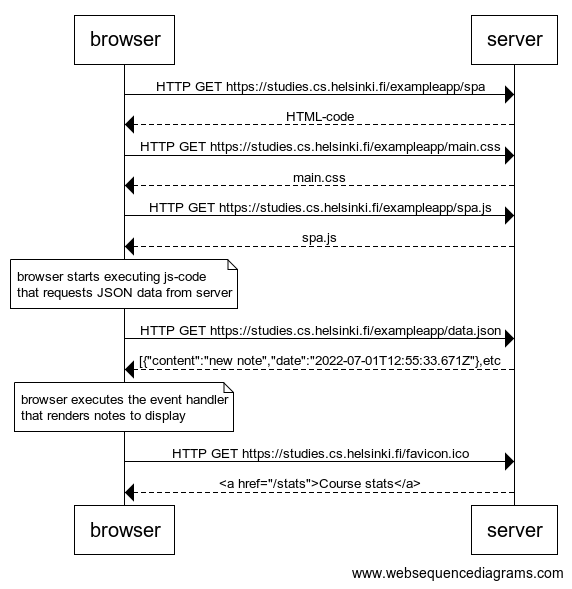 browser server
HTTP GET https://studies.cs.helsinki.fi/exampleapp/spa
HTML-code
HTTP GET https://studies.cs.helsinki.fi/exampleapp/main.css
main.css
HTTP GET https://studies.cs.helsinki.fi/exampleapp/spa.js
spa.js
browser starts executing js-code
that requests JSON data from server
HTTP GET https://studies.cs.helsinki.fi/exampleapp/data.json
[{"content":"new note","date":"2022-07-01T12:55:33.671Z"},etc
browser executes the event handler
that renders notes to display
HTTP GET https://studies.cs.helsinki.fi/favicon.ico
<a href="/stats">Course stats</a>
browser server
www.websequencediagrams.com